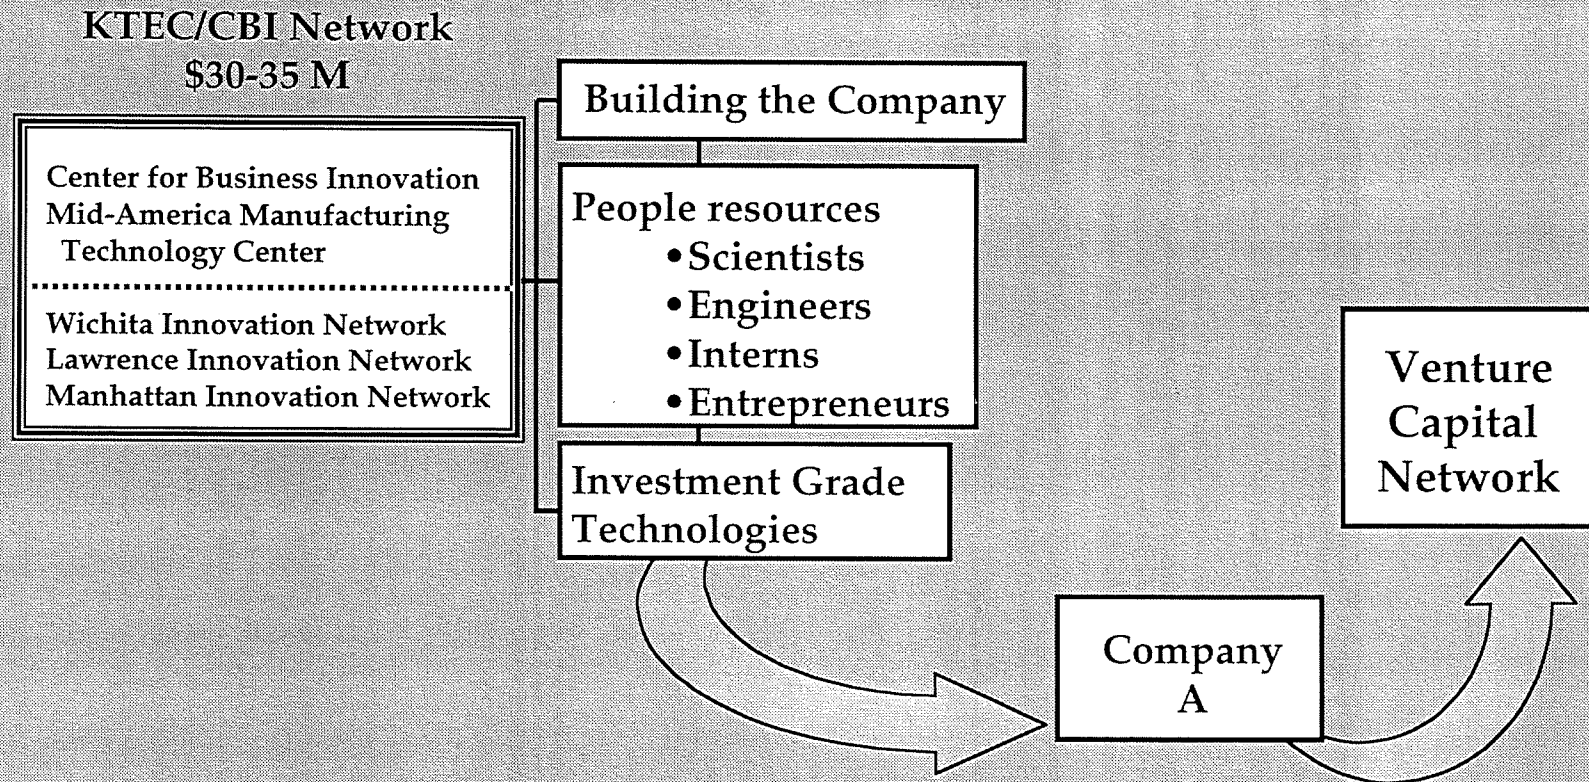 KTEC/CBI Network
$30-35 M
Center for Business Innovation
Mid-America Manufacturing
Technology Center
Wichita Innovation Network
Lawrence Innovation Network
Manhattan Innovation Network
Building the Company
People resources
•Scientists
•Engineers
•Interns
•Entrepreneurs
Investment Grade
Technologies
Company
A
Venture
Capital
Network